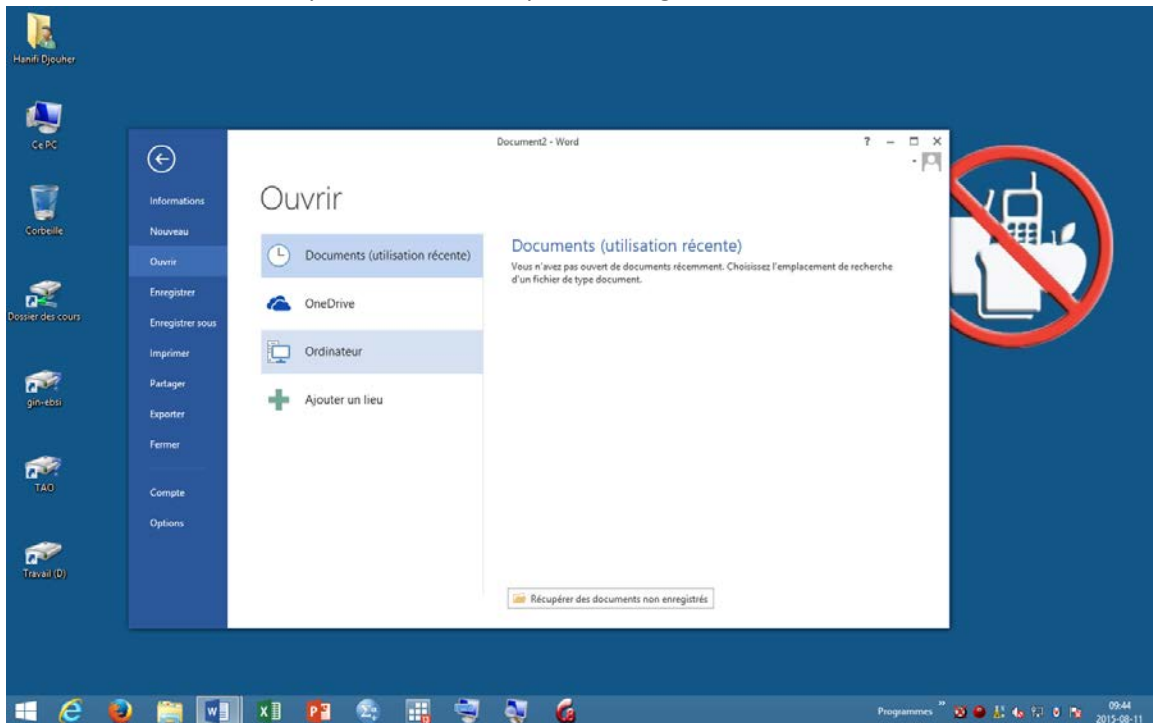 Hanifi Djouher
Ce PC
Corbeille
Dossier des cours
gin-ebsi
TAO
Travail (D)
Document2 - Word
?
Informations
Nouveau
Ouvrir
Enregistrer
Enregistrer sous
Imprimer
Partager
Exporter
Fermer
Compte
Options
Ouvrir
Documents (utilisation récente)
OneDrive
Ordinateur
Ajouter un lieu
Documents (utilisation récente)
Vous n'avez pas ouvert de documents récemment. Choisissez l'emplacement de recherche
d'un fichier de type document.
Récupérer des documents non enregistrés
Programmes
09:44
2015-08-11